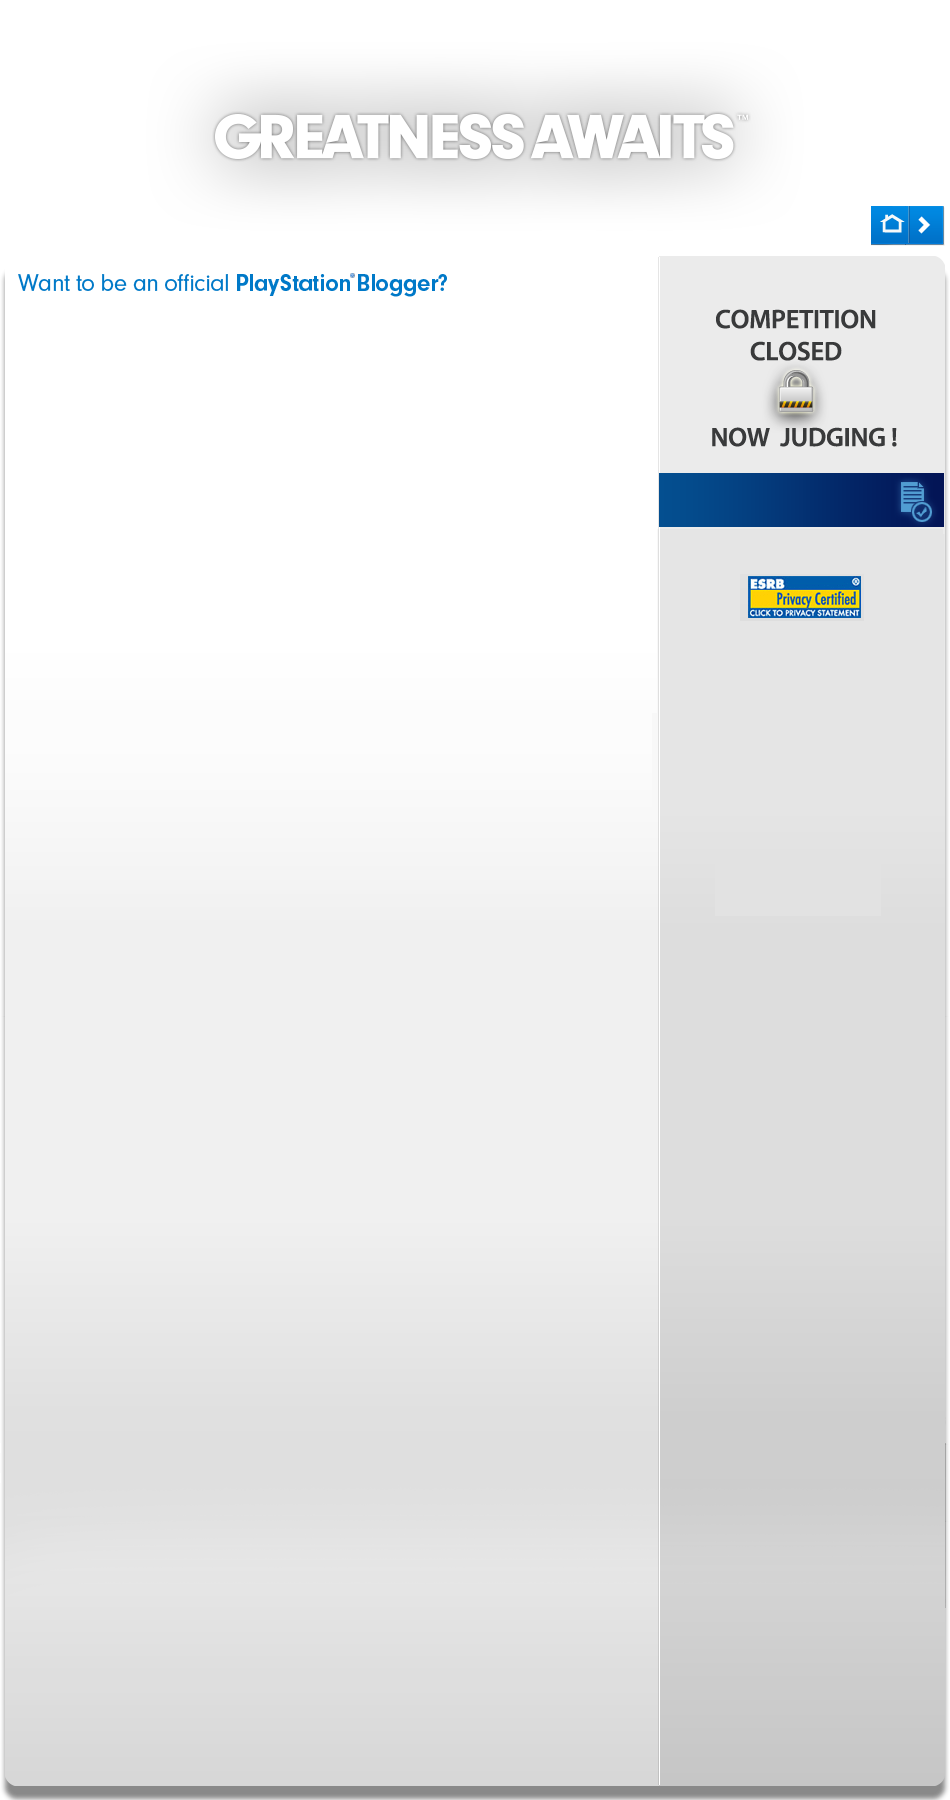 GREATNESS AWAITS™
Want to be an official PlayStation® Blogger?
COMPETITION
CLOSED
NOW JUDGING !
ESRB ®
Privacy Certified
CLICK TO PRIVACY STATEMENT